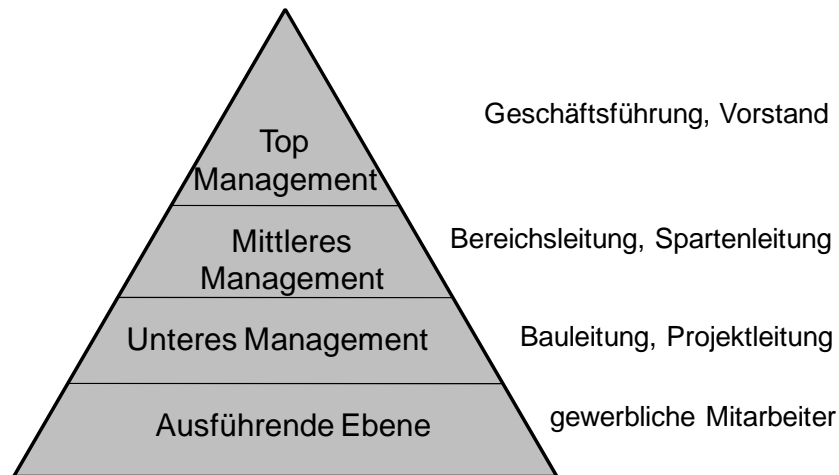 Top
Management
Geschäftsführung, Vorstand
Mittleres
Management
Bereichsleitung, Spartenleitung
Unteres Management
Bauleitung, Projektleitung
Ausführende Ebene
gewerbliche Mitarbeiter